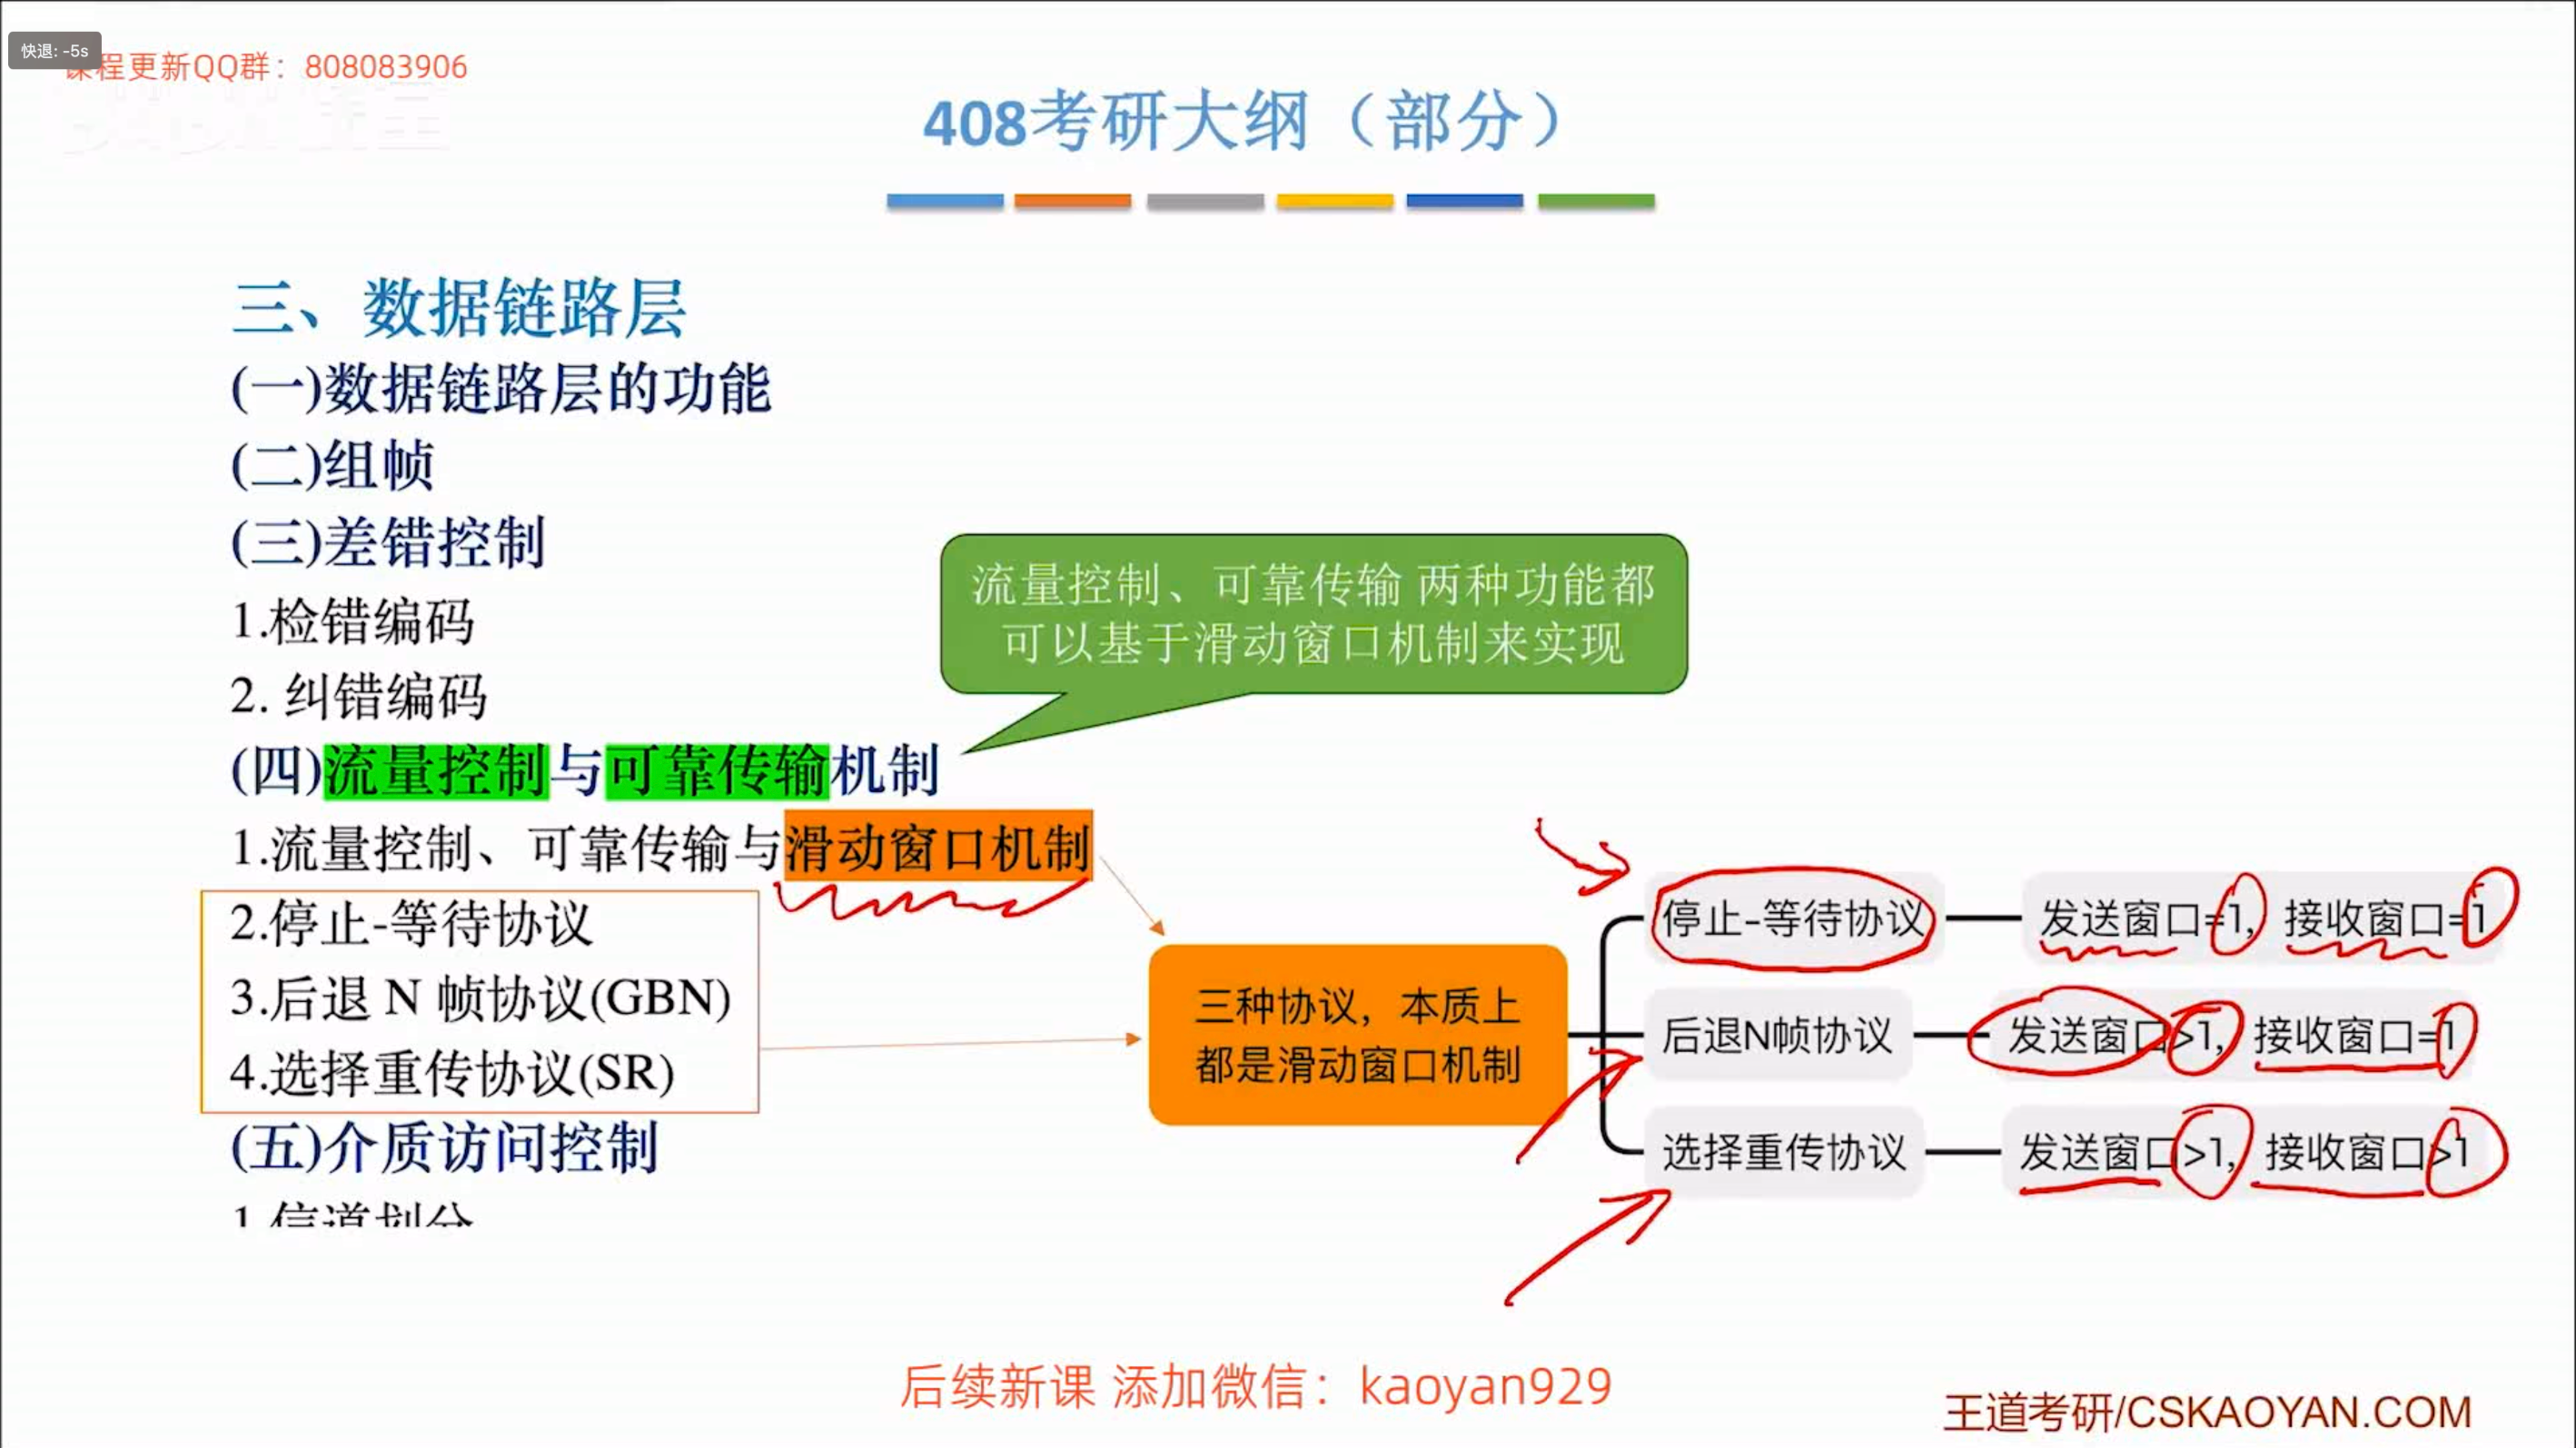 快退: -5s
课程更新QQ群：808083906
408考研大纲（部分）
三、数据链路层
(一)数据链路层的功能
(二)组帧
(三)差错控制
1.检错编码
2. 纠错编码
流量控制、可靠传输 两种功能都
可以基于滑动窗口机制来实现
(四)流量控制与可靠传输机制
1.流量控制、可靠传输与滑动窗口机制
2.停止-等待协议
3.后退 N 帧协议(GBN)
4.选择重传协议(SR)
(五)介质访问控制
1.信道划分
三种协议，本质上
都是滑动窗口机制
停止-等待协议
发送窗口=1，接收窗口=1
后退N帧协议
发送窗口>1，接收窗口=1
选择重传协议
发送窗口>1，接收窗口>1
后续新课 添加微信：kaoyan929
王道考研/CSKAOYAN.COM